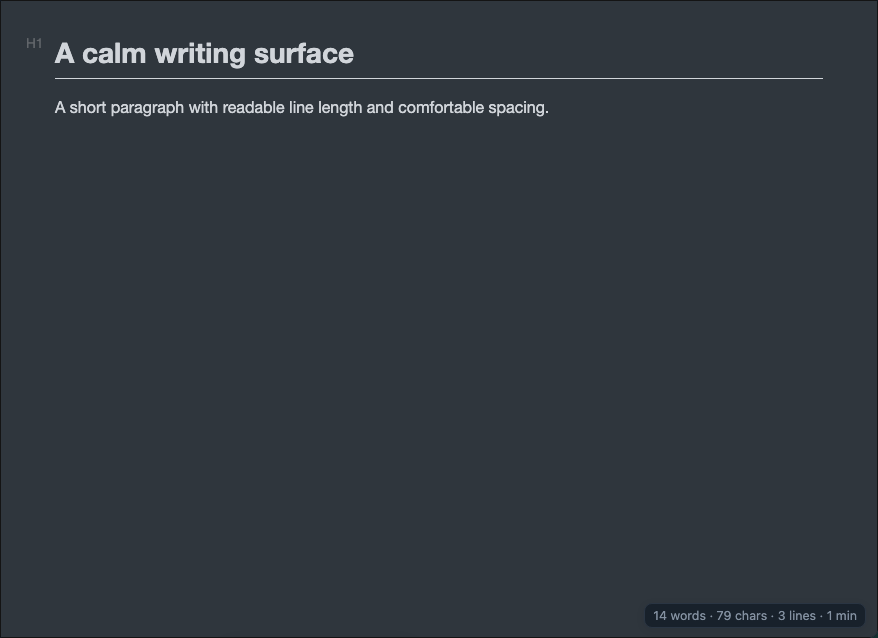 H1
A calm writing surface
A short paragraph with readable line length and comfortable spacing.
14 words · 79 chars · 3 lines · 1 min